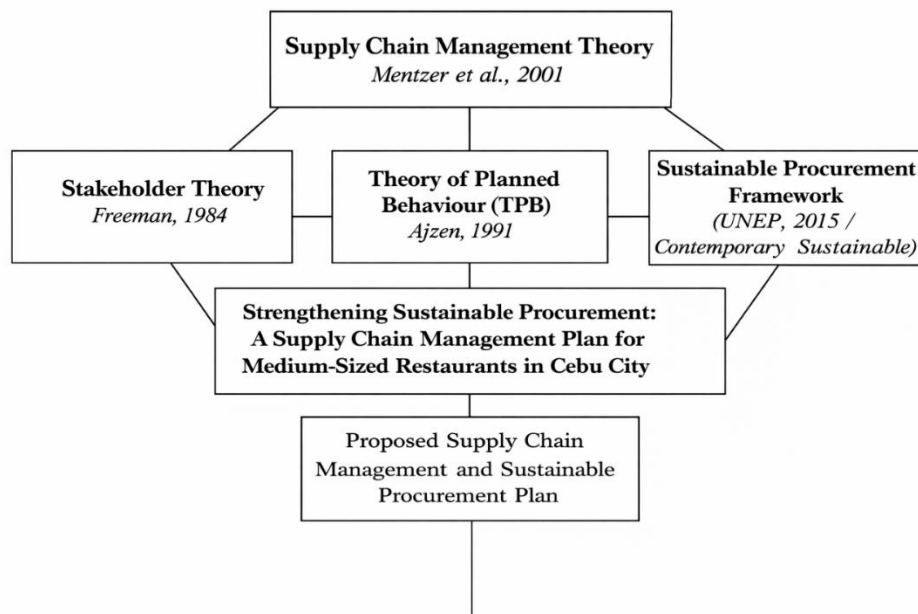 Supply Chain Management Theory
Mentzer et al., 2001
Stakeholder Theory
Freeman, 1984
Theory of Planned
Behaviour (TPB)
Ajzen, 1991
Sustainable Procurement
Framework
(UNEP, 2015 /
Contemporary Sustainable)
Strengthening Sustainable Procurement:
A Supply Chain Management Plan for
Medium-Sized Restaurants in Cebu City
Proposed Supply Chain
Management and Sustainable
Procurement Plan